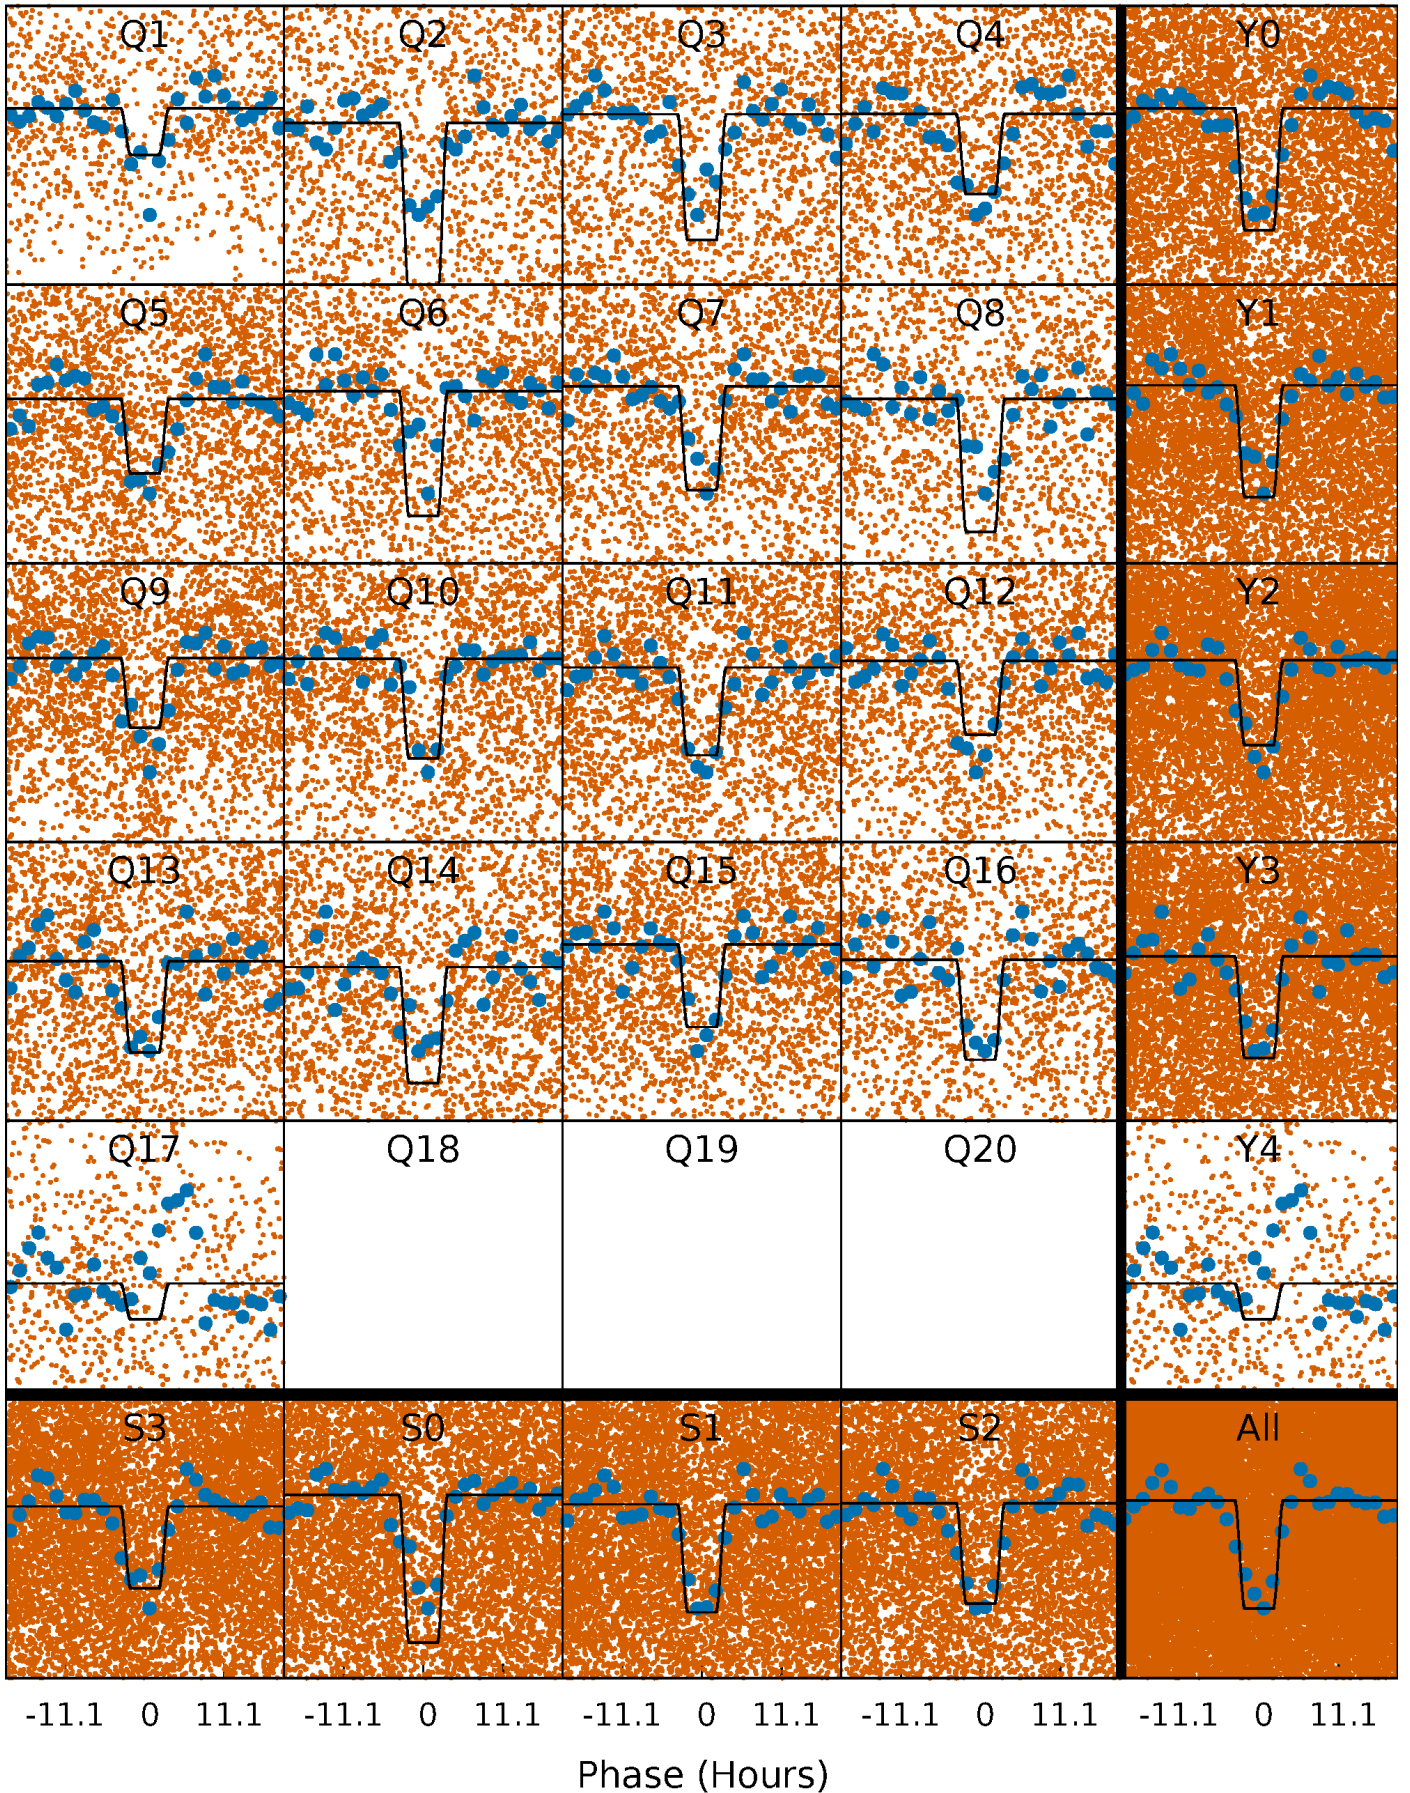 Q1 Q2 Q3 Q4 Y0
Q5 Q6 Q7 Q8 Y1
Q9 Q10 Q11 Q12 Y2
Q13 Q14 Q15 Q16 Y3
Q17 Q18 Q19 Q20 Y4
S3 S0 S1 S2 All
-11.1 0 11.1 -11.1 0 11.1 -11.1 0 11.1 -11.1 0 11.1 -11.1 0 11.1
Phase (Hours)